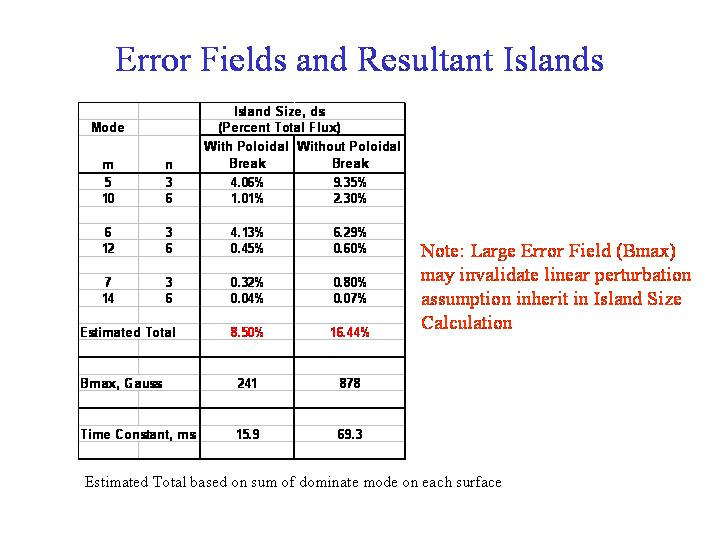 Error Fields and Resultant Islands
Island Size, ds
Mode (Percent Total Flux)
With Poloidal Without Poloidal
m n Break Break
5 3 4.06% 9.35%
10 6 1.01% 2.30%
6 3 4.13% 6.29%
12 6 0.45% 0.60%
7 3 0.32% 0.80%
14 6 0.04% 0.07%
Estimated Total 8.50% 16.44%
Bmax, Gauss 241 878
Time Constant, ms 15.9 69.3
Note: Large Error Field (Bmax)
may invalidate linear perturbation
assumption inherit in Island Size
Calculation
Estimated Total based on sum of dominate mode on each surface